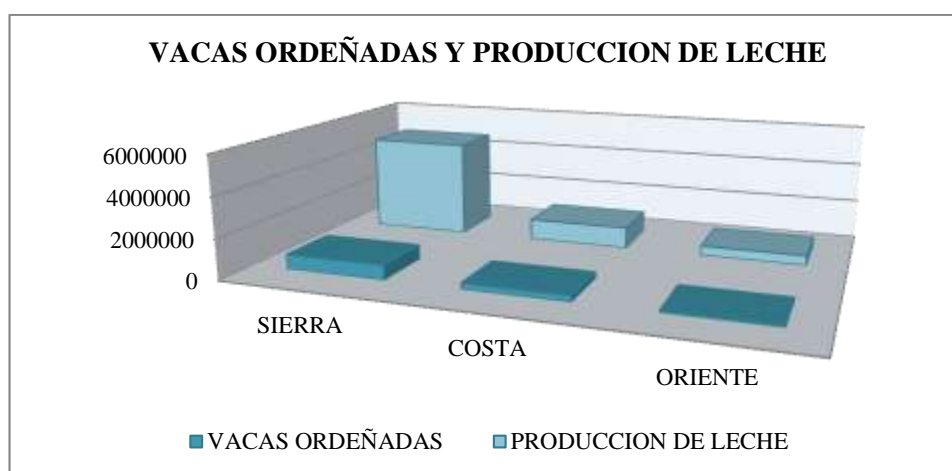 VACAS ORDEÑADAS Y PRODUCCION DE LECHE
6000000
4000000
2000000
0
SIERRA
COSTA
ORIENTE
VACAS ORDEÑADAS PRODUCCION DE LECHE